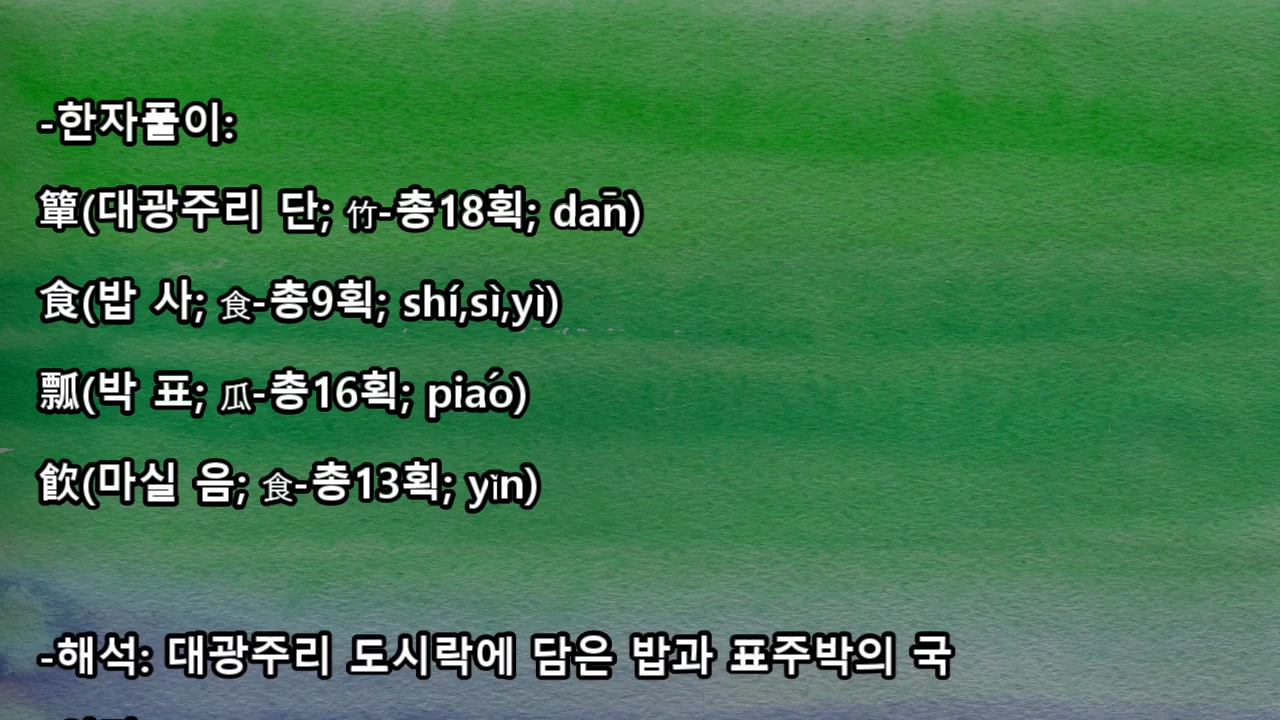 -한자풀이:
簞(대광주리 단; 竹-총18획; dan̄)
食(밥 사; 食-총9획; shí,sì,yì)
瓢(박 표; 瓜-총16획; piaó)
飮(마실 음; 食-총13획; yǐn)
-해석: 대광주리 도시락에 담은 밥과 표주박의 국